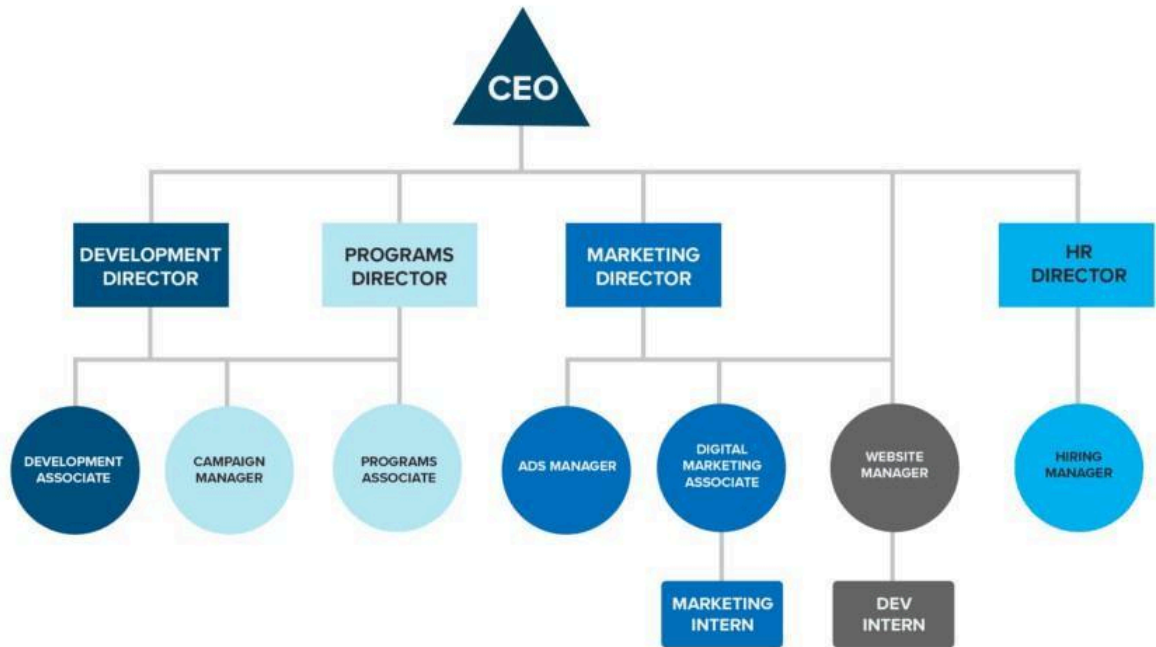 CEO
DEVELOPMENT
DIRECTOR
PROGRAMS
DIRECTOR
MARKETING
DIRECTOR
HR
DIRECTOR
DEVELOPMENT
ASSOCIATE
CAMPAIGN
MANAGER
PROGRAMS
ASSOCIATE
ADS MANAGER
DIGITAL
MARKETING
ASSOCIATE
WEBSITE
MANAGER
HIRING
MANAGER
MARKETING
INTERN
DEV
INTERN